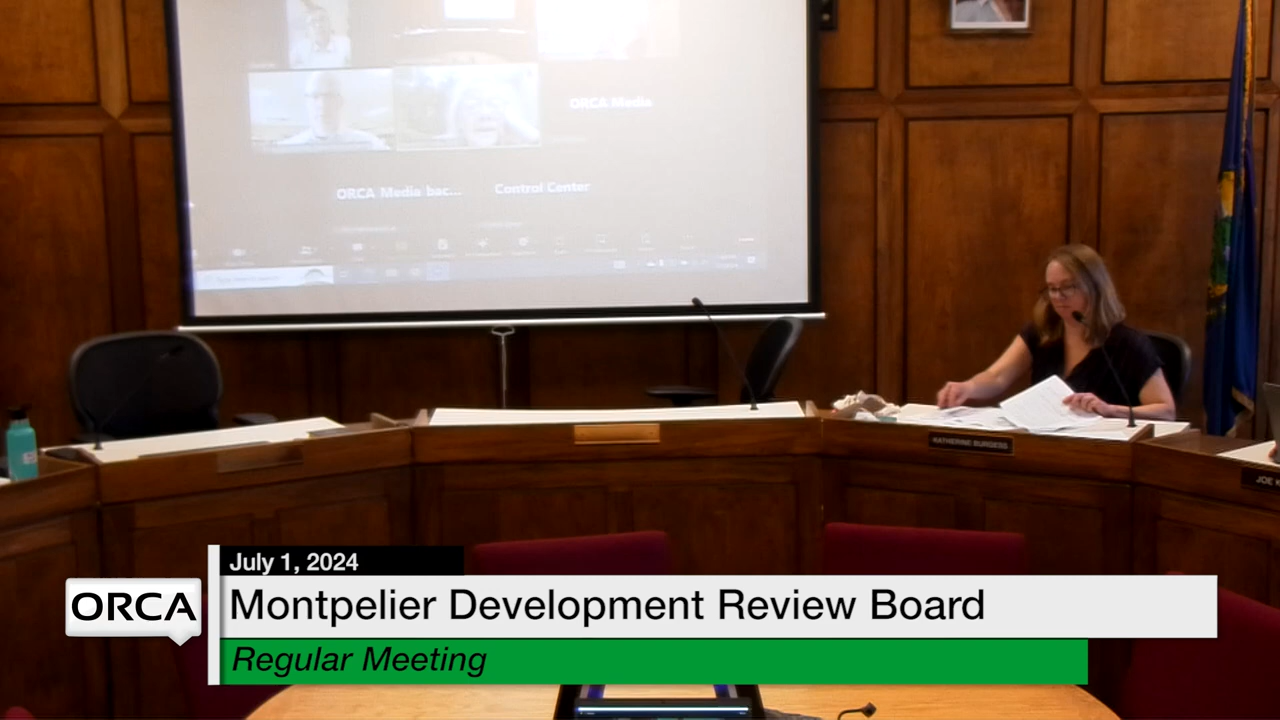 ORCA Media
ORCA Media bac...
Control Center
KATHERINE BURGESS
JOE
July 1, 2024
ORCA
Montpelier Development Review Board
Regular Meeting